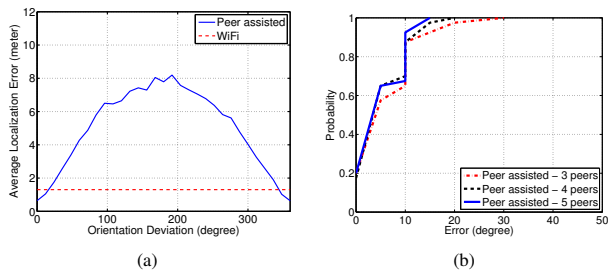 12
10
8
6
4
2
0
0
100
200
300
Average Localization Error (meter)
Orientation Deviation (degree)
Peer assisted
WiFi
(a)
1
0.8
0.6
0.4
0.2
0
0
10
20
30
40
50
Probability
Error (degree)
Peer assisted − 3 peers
Peer assisted − 4 peers
Peer assisted − 5 peers
(b)